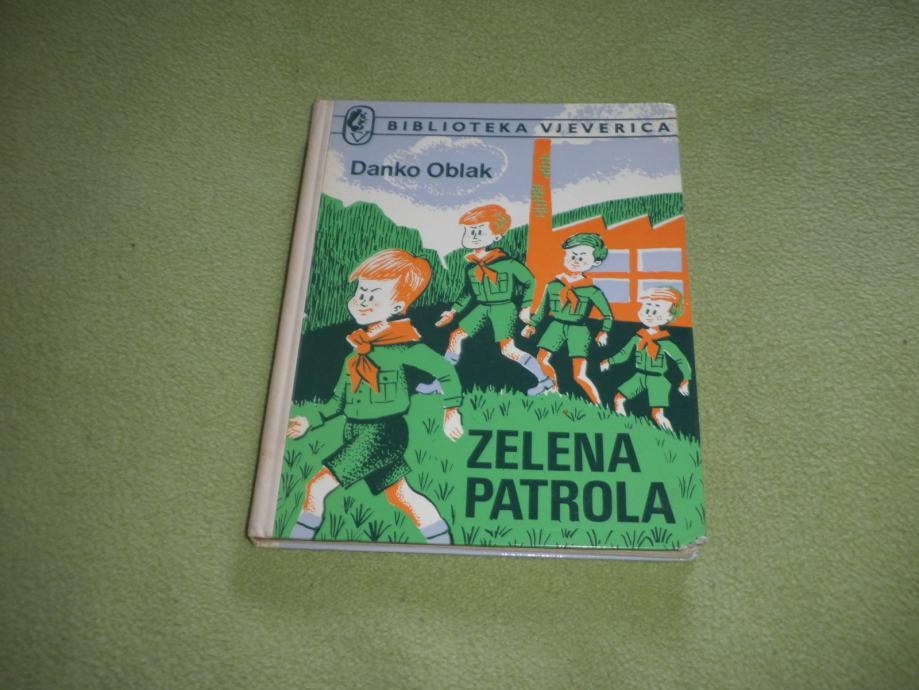 BIBLIOTEKA VJEVERICA
Danko Oblak
ZELENA
PATROLA